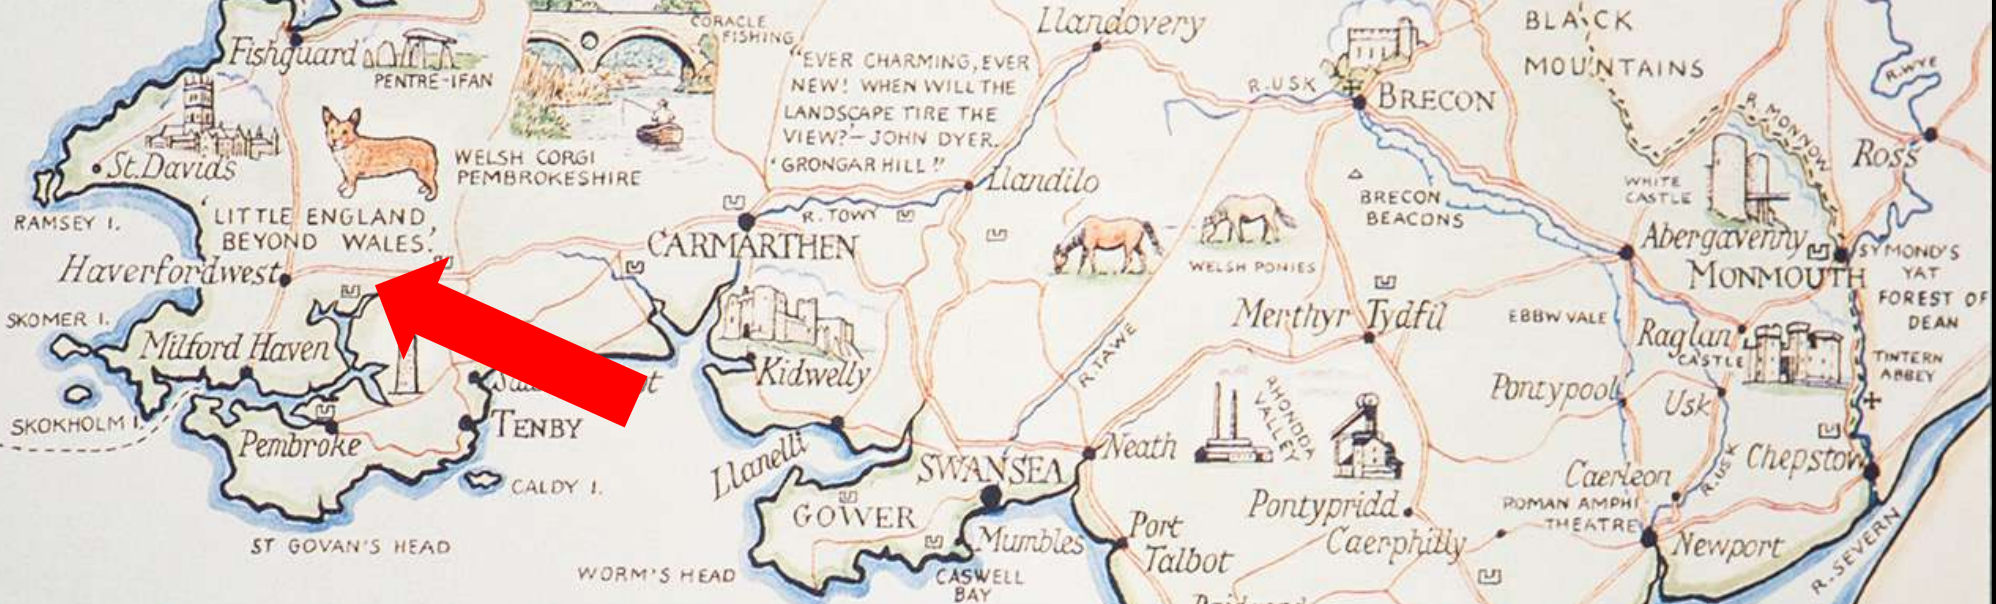 Fishguard
PENTRE-IFAN
CORACLE
FISHING
Llandovery
BLACK
MOUNTAINS
R. WYE
"EVER CHARMING, EVER
NEW! WHEN WILL THE
LANDSCAPE TIRE THE
VIEW?"— JOHN DYER.
'GRONGAR HILL"
R. USK
BRECON
R. MONNOW
Ross
St. Davids
WELSH CORGI
PEMBROKESHIRE
Llandilo
BRECON
BEACONS
WHITE
CASTLE
RAMSEY I.
'LITTLE ENGLAND,
BEYOND WALES.'
R. TOWY
CARMARTHEN
WELSH PONIES
Abergavenny
MONMOUTH
SYMOND'S
YAT
FOREST OF
DEAN
Haverfordwest
SKOMER I.
Milford Haven
Kidwelly
R. TAWE
Merthyr Tydfil
EBBW VALE
Raglan
CASTLE
TINTERN
ABBEY
SKOKHOLM I.
Pembroke
TENBY
CALDY I.
ST GOVAN'S HEAD
Llanelli
SWANSEA
GOWER
Mumbles
WORM'S HEAD
CASWELL
BAY
Neath
RHONDDA
VALLEY
Pontypool
Usk
R. USK
Chepstow
Pontypridd
Caerphilly
Caerleon
ROMAN AMPHI
THEATRE
Port
Talbot
Newport
R. SEVERN